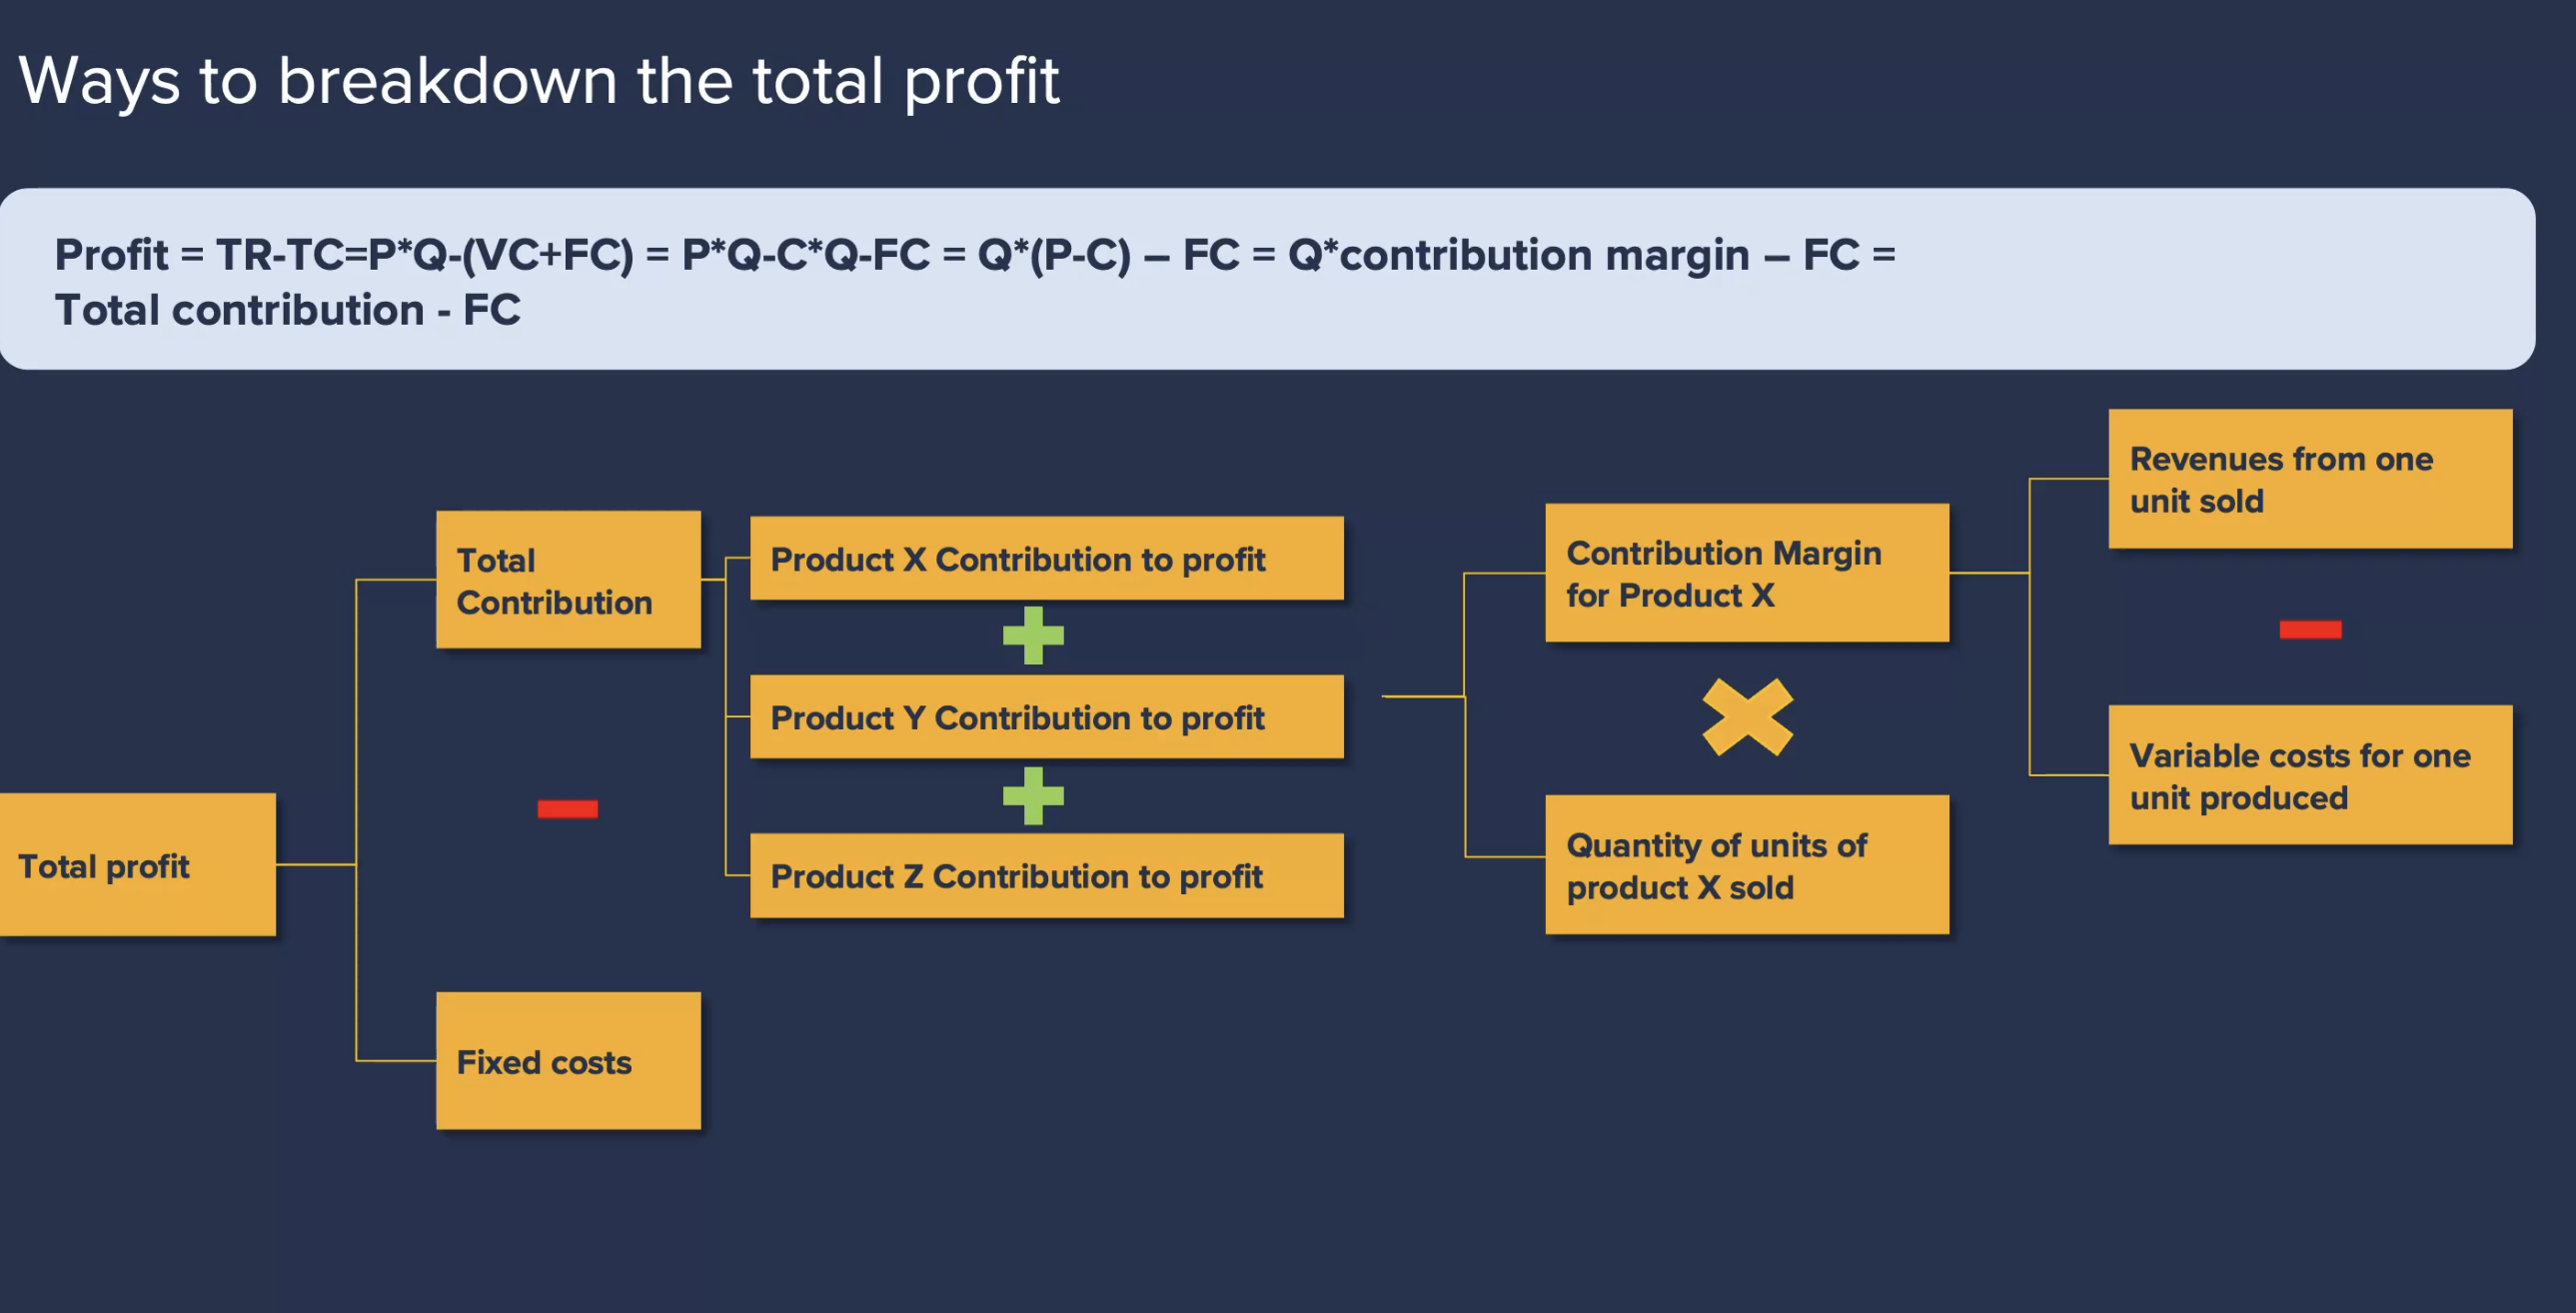 Ways to breakdown the total profit
Profit = TR-TC=P*Q-(VC+FC) = P*Q-C*Q-FC = Q*(P-C) – FC = Q*contribution margin – FC =
Total contribution - FC
Total profit
Total
Contribution
Fixed costs
Product X Contribution to profit
Product Y Contribution to profit
Product Z Contribution to profit
Contribution Margin
for Product X
Quantity of units of
product X sold
Revenues from one
unit sold
Variable costs for one
unit produced